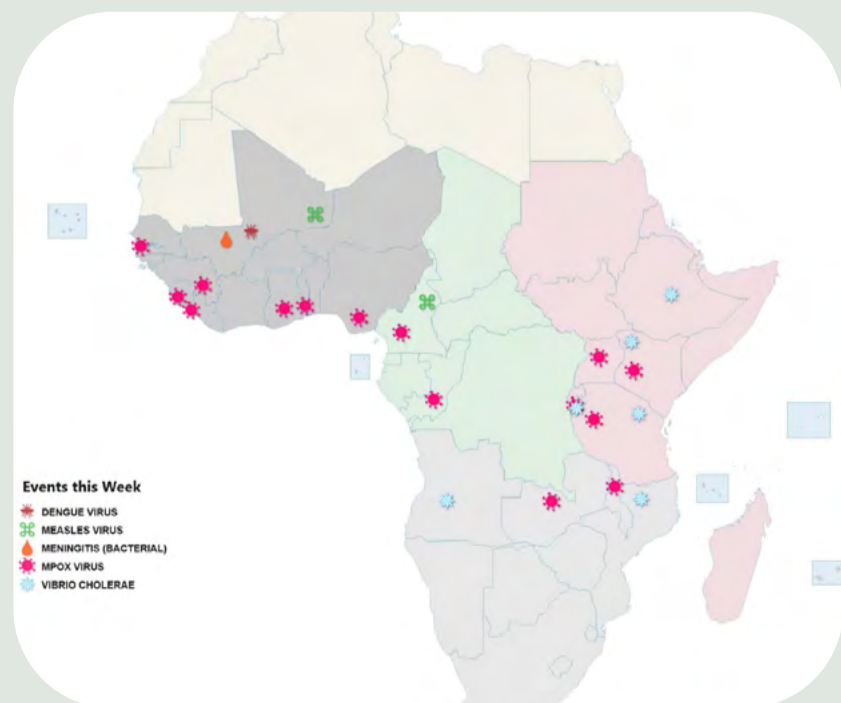 Events this Week
DENGUE VIRUS
MEASLES VIRUS
MENINGITIS (BACTERIAL)
MPOX VIRUS
VIBRIO CHOLERAE